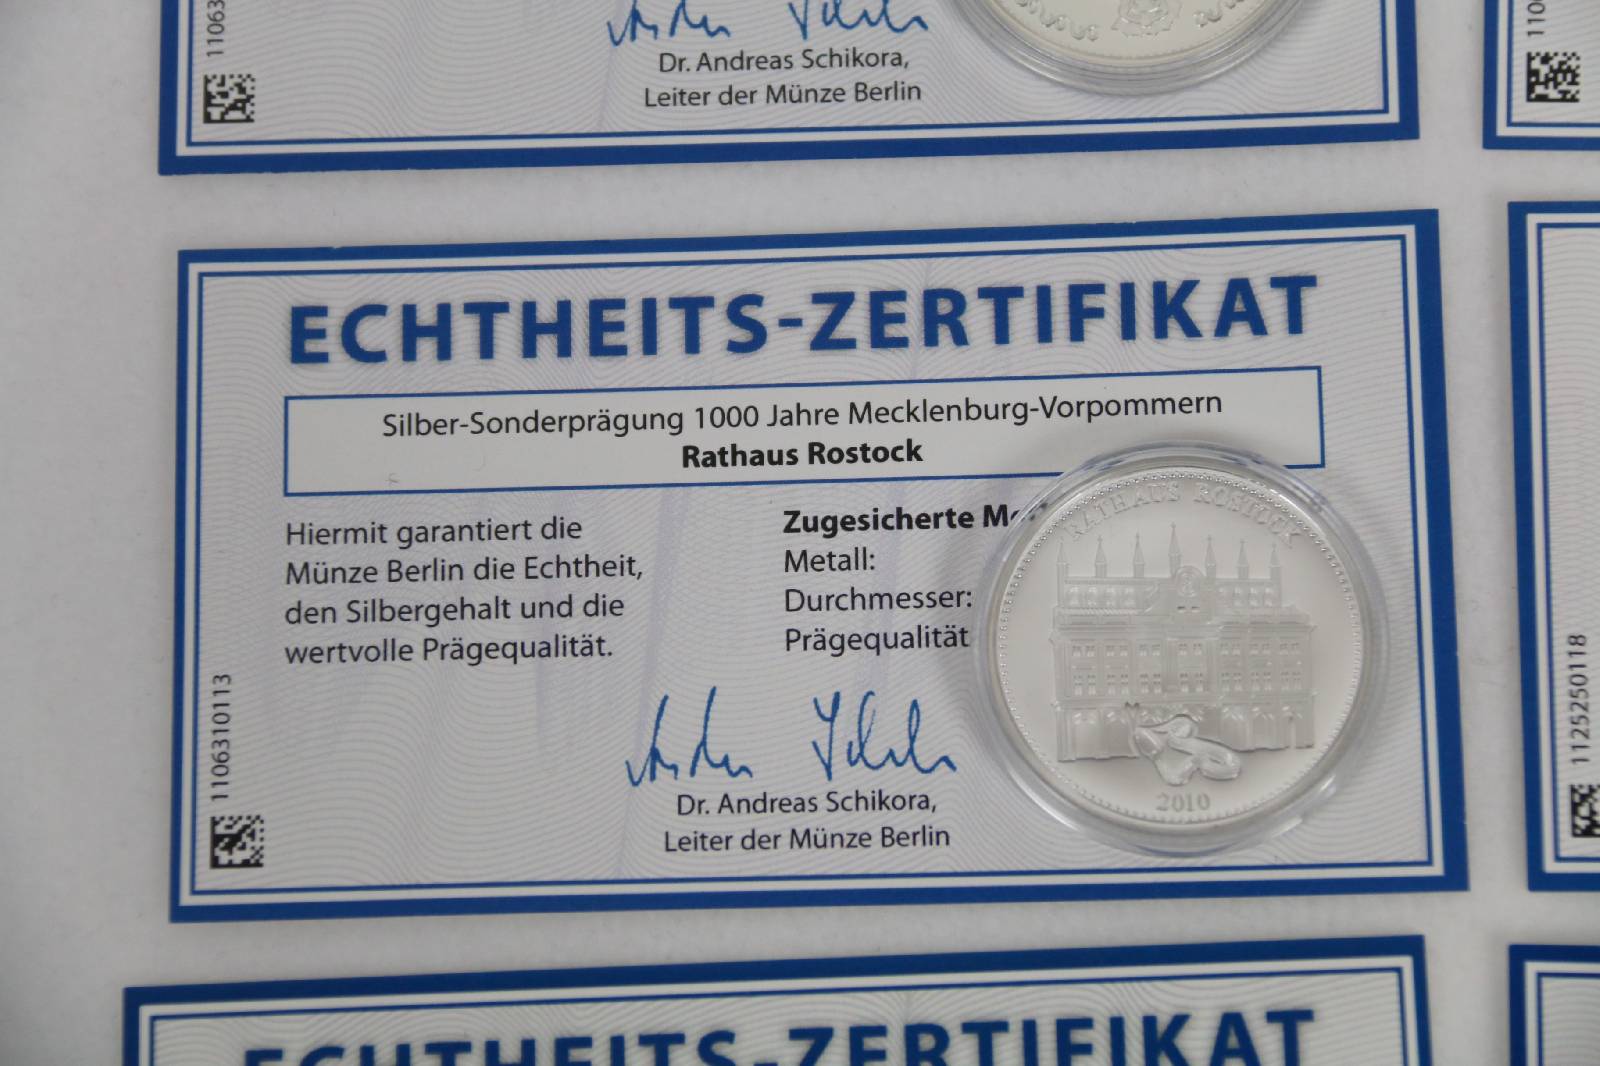 11063
Dr. Andreas Schikora,
Leiter der Münze Berlin
ECHTHEITS-ZERTIFIKAT
Silber-Sonderprägung 1000 Jahre Mecklenburg-Vorpommern
Rathaus Rostock
Hiermit garantiert die
Münze Berlin die Echtheit,
den Silbergehalt und die
wertvolle Prägequalität.
Zugesicherte
Metall:
Durchmesser:
Prägequalität
RATHAUS ROSTOCK
2010
1106310113
Dr. Andreas Schikora,
Leiter der Münze Berlin
1125250118
ECHTHEITS-ZERTIFIKAT